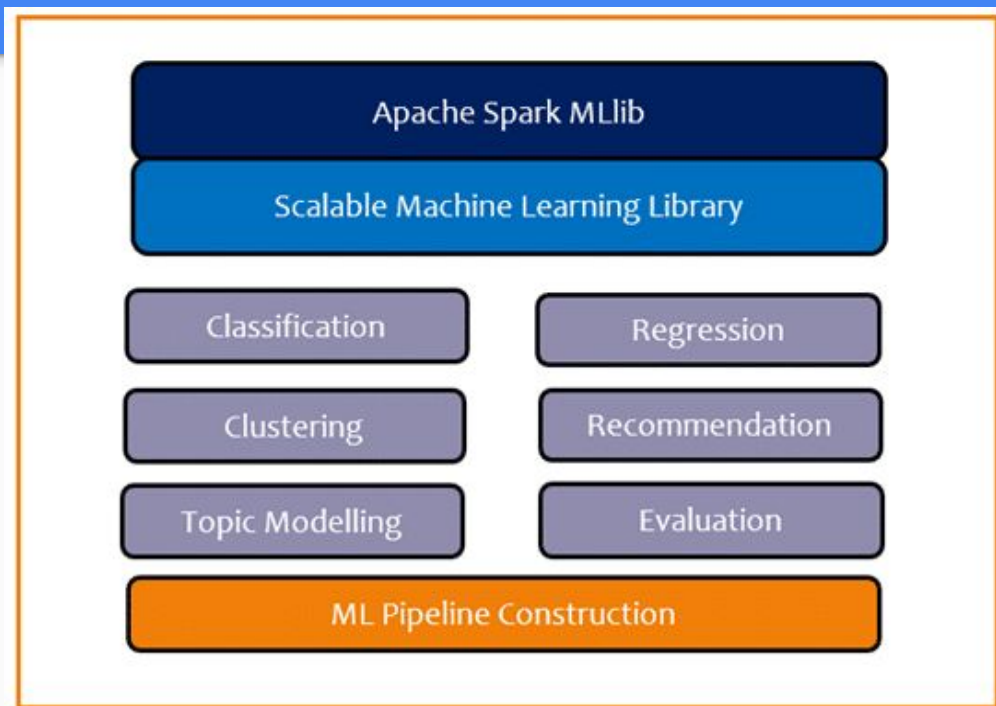 Apache Spark MLlib
Scalable Machine Learning Library
Classification
Regression
Clustering
Recommendation
Topic Modelling
Evaluation
ML Pipeline Construction